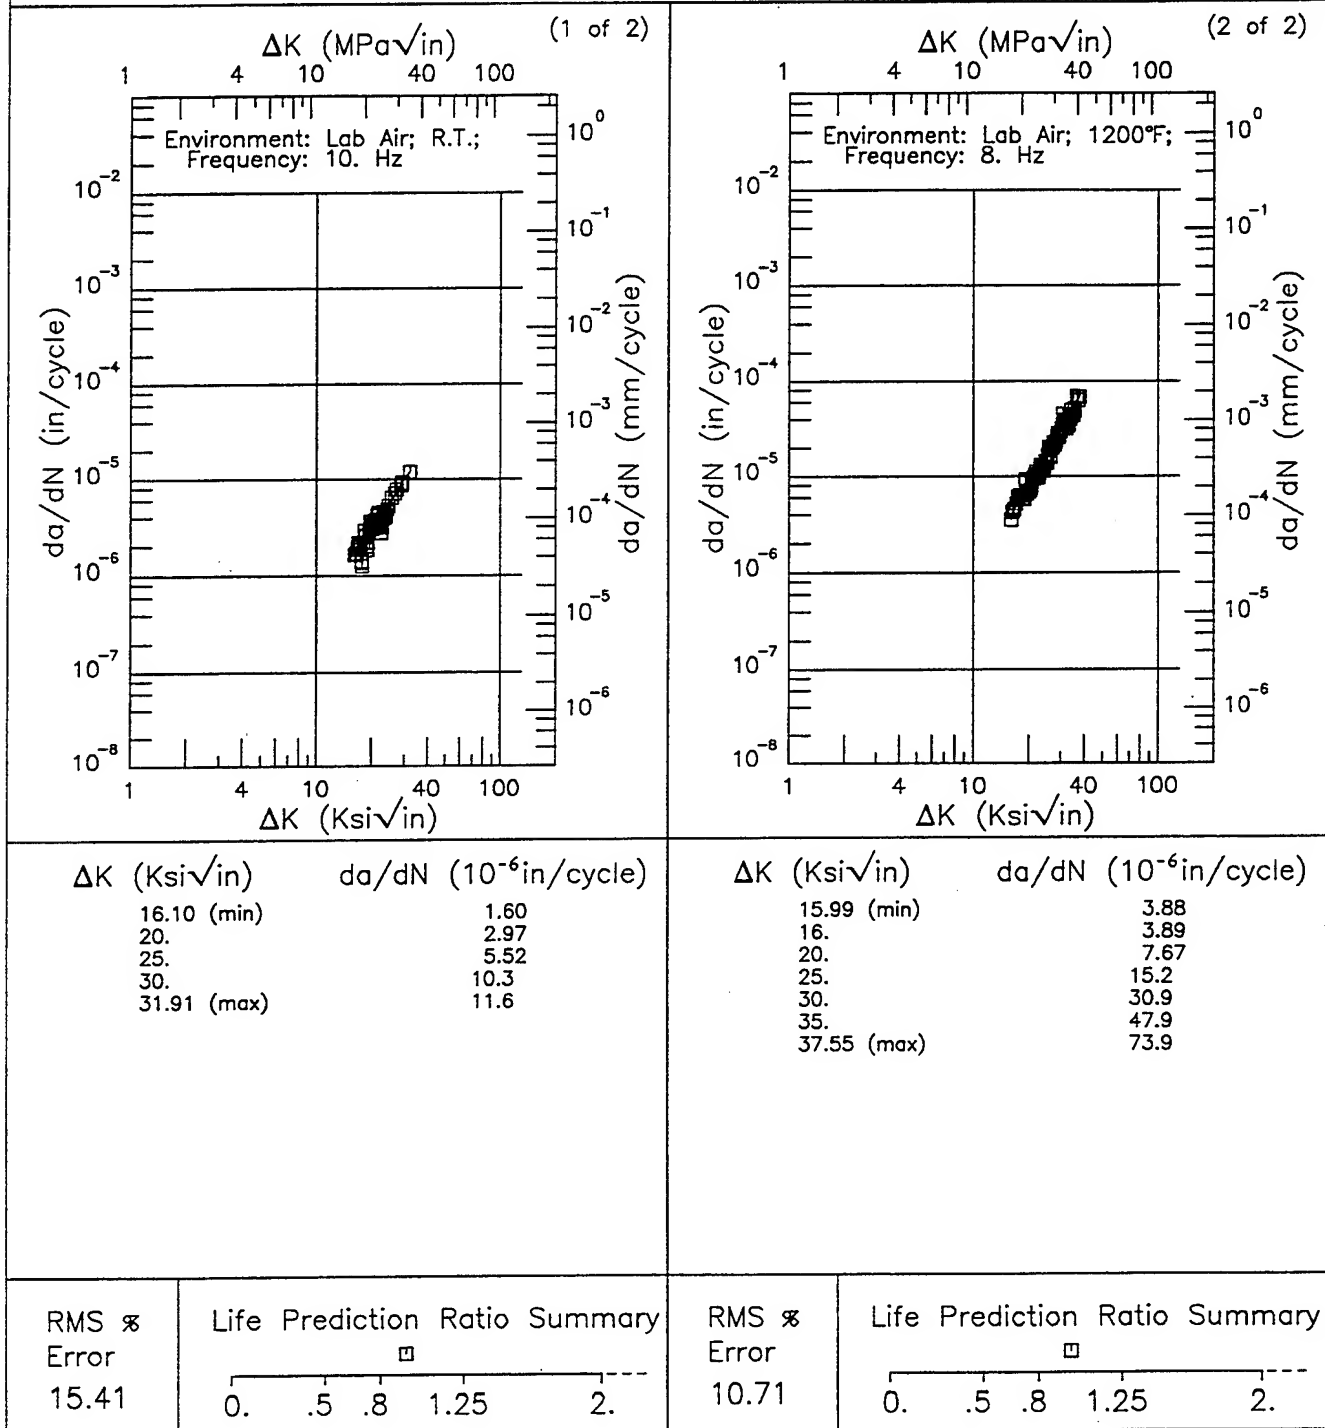 (1 of 2)
ΔK (MPa√in)
1 4 10 40 100
Environment: Lab Air; R.T.;
Frequency: 10. Hz
10⁻²
10⁻³
10⁻⁴
10⁻⁵
10⁻⁶
10⁻⁷
10⁻⁸
da/dN (in/cycle)
10⁰
10⁻¹
10⁻²
10⁻³
10⁻⁴
10⁻⁵
10⁻⁶
da/dN (mm/cycle)
1 4 10 40 100
ΔK (Ksi√in)
ΔK (Ksi√in) da/dN (10⁻⁶in/cycle)
16.10 (min) 1.60
20. 2.97
25. 5.52
30. 10.3
31.91 (max) 11.6
RMS %
Error
15.41
Life Prediction Ratio Summary
0. .5 .8 1.25 2.
(2 of 2)
ΔK (MPa√in)
1 4 10 40 100
Environment: Lab Air; 1200°F;
Frequency: 8. Hz
10⁻²
10⁻³
10⁻⁴
10⁻⁵
10⁻⁶
10⁻⁷
10⁻⁸
da/dN (in/cycle)
10⁰
10⁻¹
10⁻²
10⁻³
10⁻⁴
10⁻⁵
10⁻⁶
da/dN (mm/cycle)
1 4 10 40 100
ΔK (Ksi√in)
ΔK (Ksi√in) da/dN (10⁻⁶in/cycle)
15.99 (min) 3.88
16. 3.89
20. 7.67
25. 15.2
30. 30.9
35. 47.9
37.55 (max) 73.9
RMS %
Error
10.71
Life Prediction Ratio Summary
0. .5 .8 1.25 2.